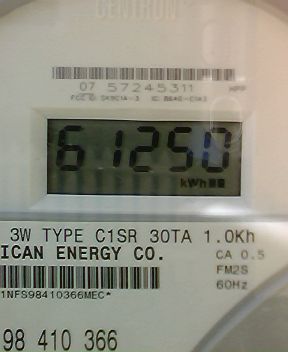 CENTRON
07 57245311
61250
kWh
3W TYPE C1SR 30TA 1.0Kh
ICAN ENERGY CO.
CA 0.5
FM2S
60Hz
1NFS98410366MEC*
98 410 366